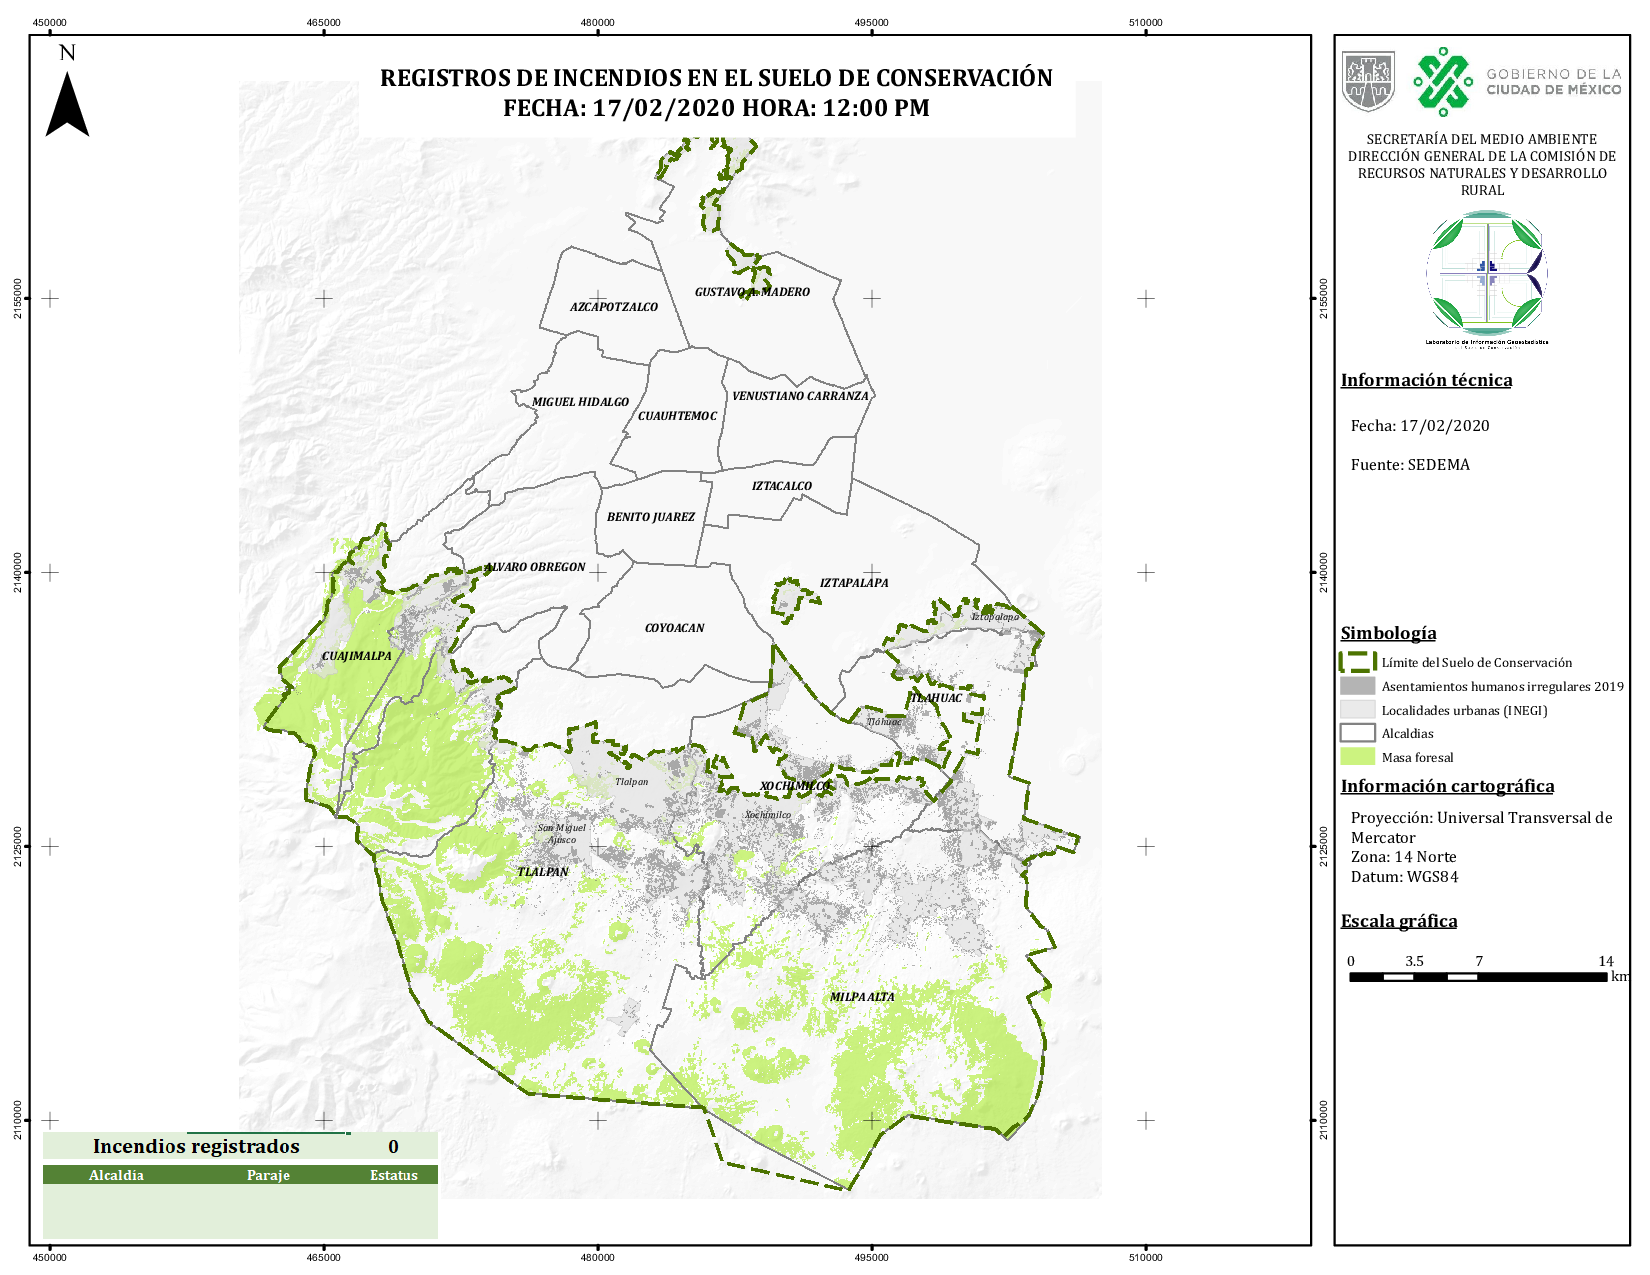 450000
465000
480000
495000
510000
N
REGISTROS DE INCENDIOS EN EL SUELO DE CONSERVACIÓN
FECHA: 17/02/2020 HORA: 12:00 PM
2155000
2140000
2125000
2110000
2155000
2140000
2125000
2110000
GUSTAVO A. MADERO
AZCAPOTZALCO
MIGUEL HIDALGO
CUAUHTEMOC
VENUSTIANO CARRANZA
IZTACALCO
BENITO JUAREZ
ALVARO OBREGON
IZTAPALAPA
COYOACAN
Iztapalapa
CUAJIMALPA
TLAHUAC
Tláhuac
Tlalpan
XOCHIMILCO
Xochimilco
San Miguel
Ajusco
TLALPAN
MILPA ALTA
Incendios registrados 0
Alcaldía Paraje Estatus
450000
465000
480000
495000
510000
GOBIERNO DE LA
CIUDAD DE MÉXICO
SECRETARÍA DEL MEDIO AMBIENTE
DIRECCIÓN GENERAL DE LA COMISIÓN DE
RECURSOS NATURALES Y DESARROLLO
RURAL
Laboratorio de Información Geoestadística
Información técnica
Fecha: 17/02/2020
Fuente: SEDEMA
Simbología
Límite del Suelo de Conservación
Asentamientos humanos irregulares 2019
Localidades urbanas (INEGI)
Alcaldias
Masa foresal
Información cartográfica
Proyección: Universal Transversal de
Mercator
Zona: 14 Norte
Datum: WGS84
Escala gráfica
0 3.5 7 14
km